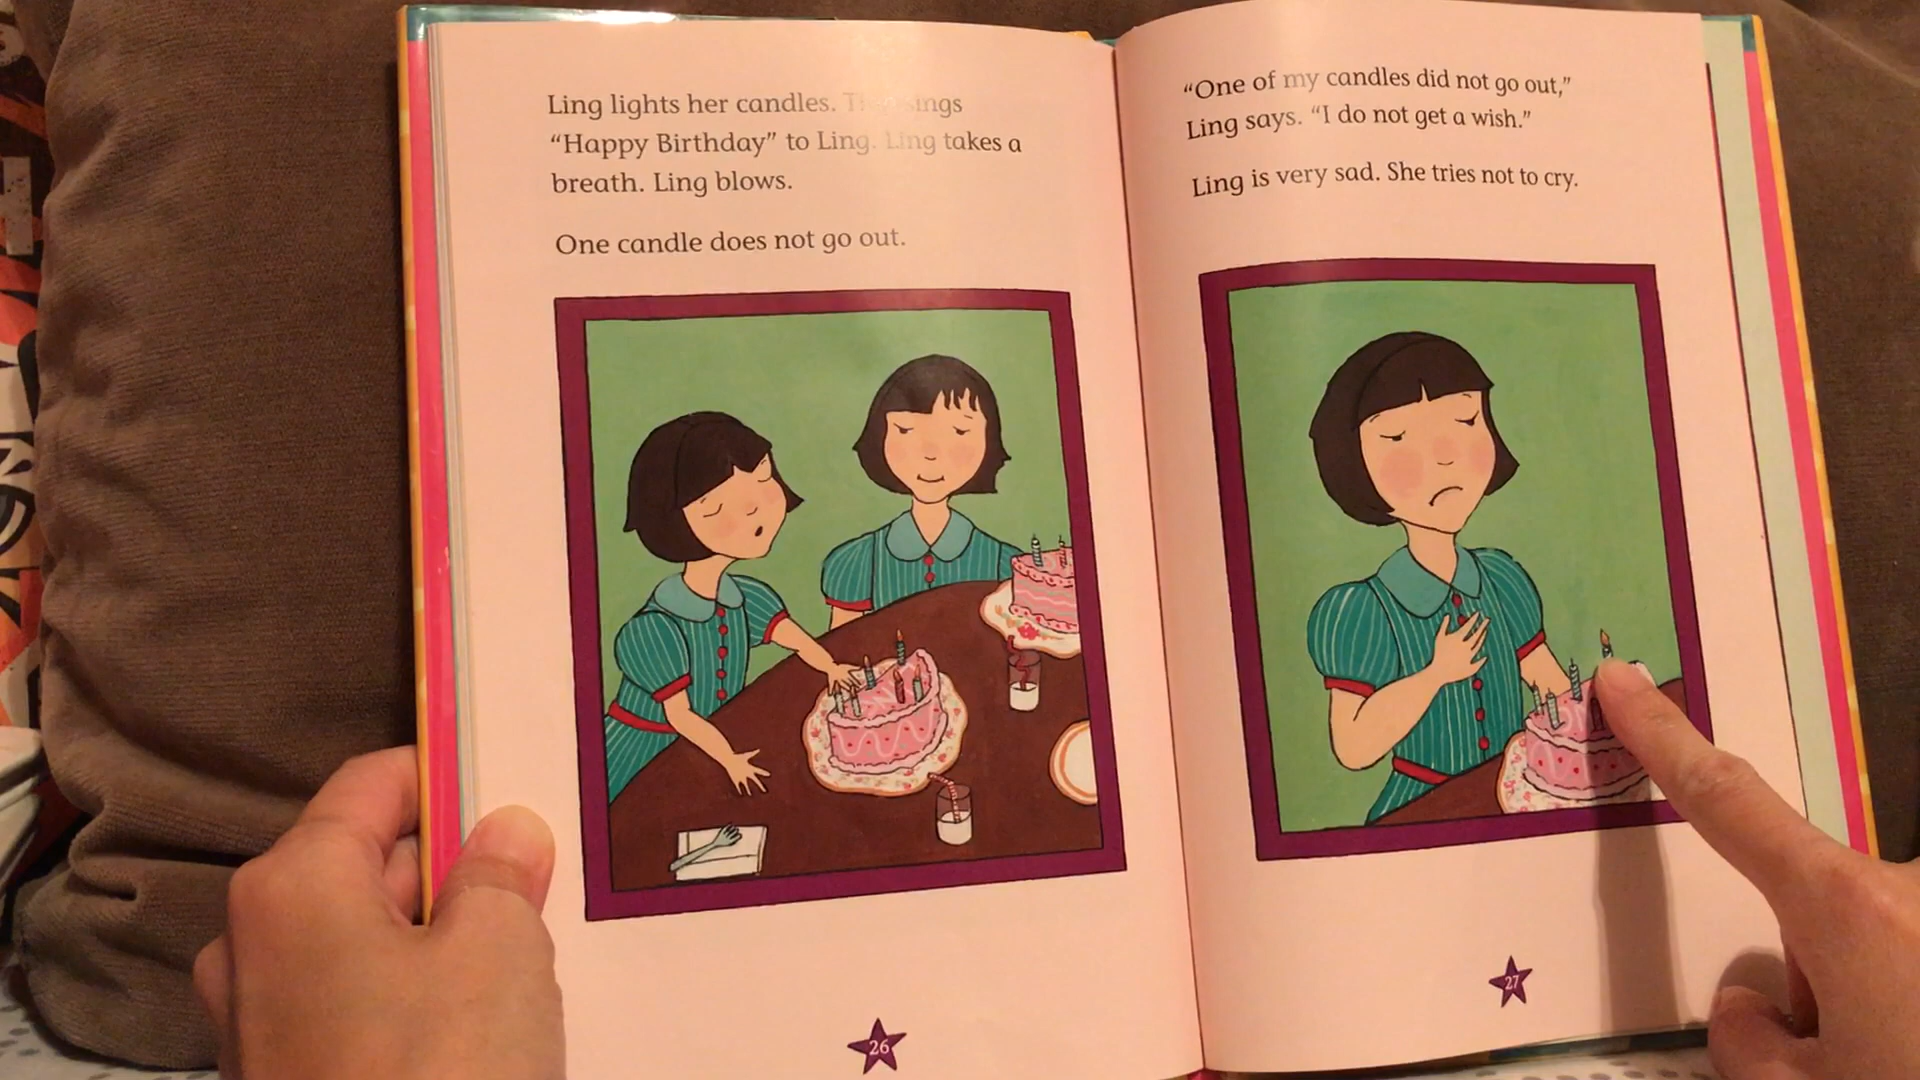 Ling lights her candles. sings
“Happy Birthday” to Ling. Ling takes a
breath. Ling blows.
One candle does not go out.
26
“One of my candles did not go out,”
Ling says. “I do not get a wish.”
Ling is very sad. She tries not to cry.
27